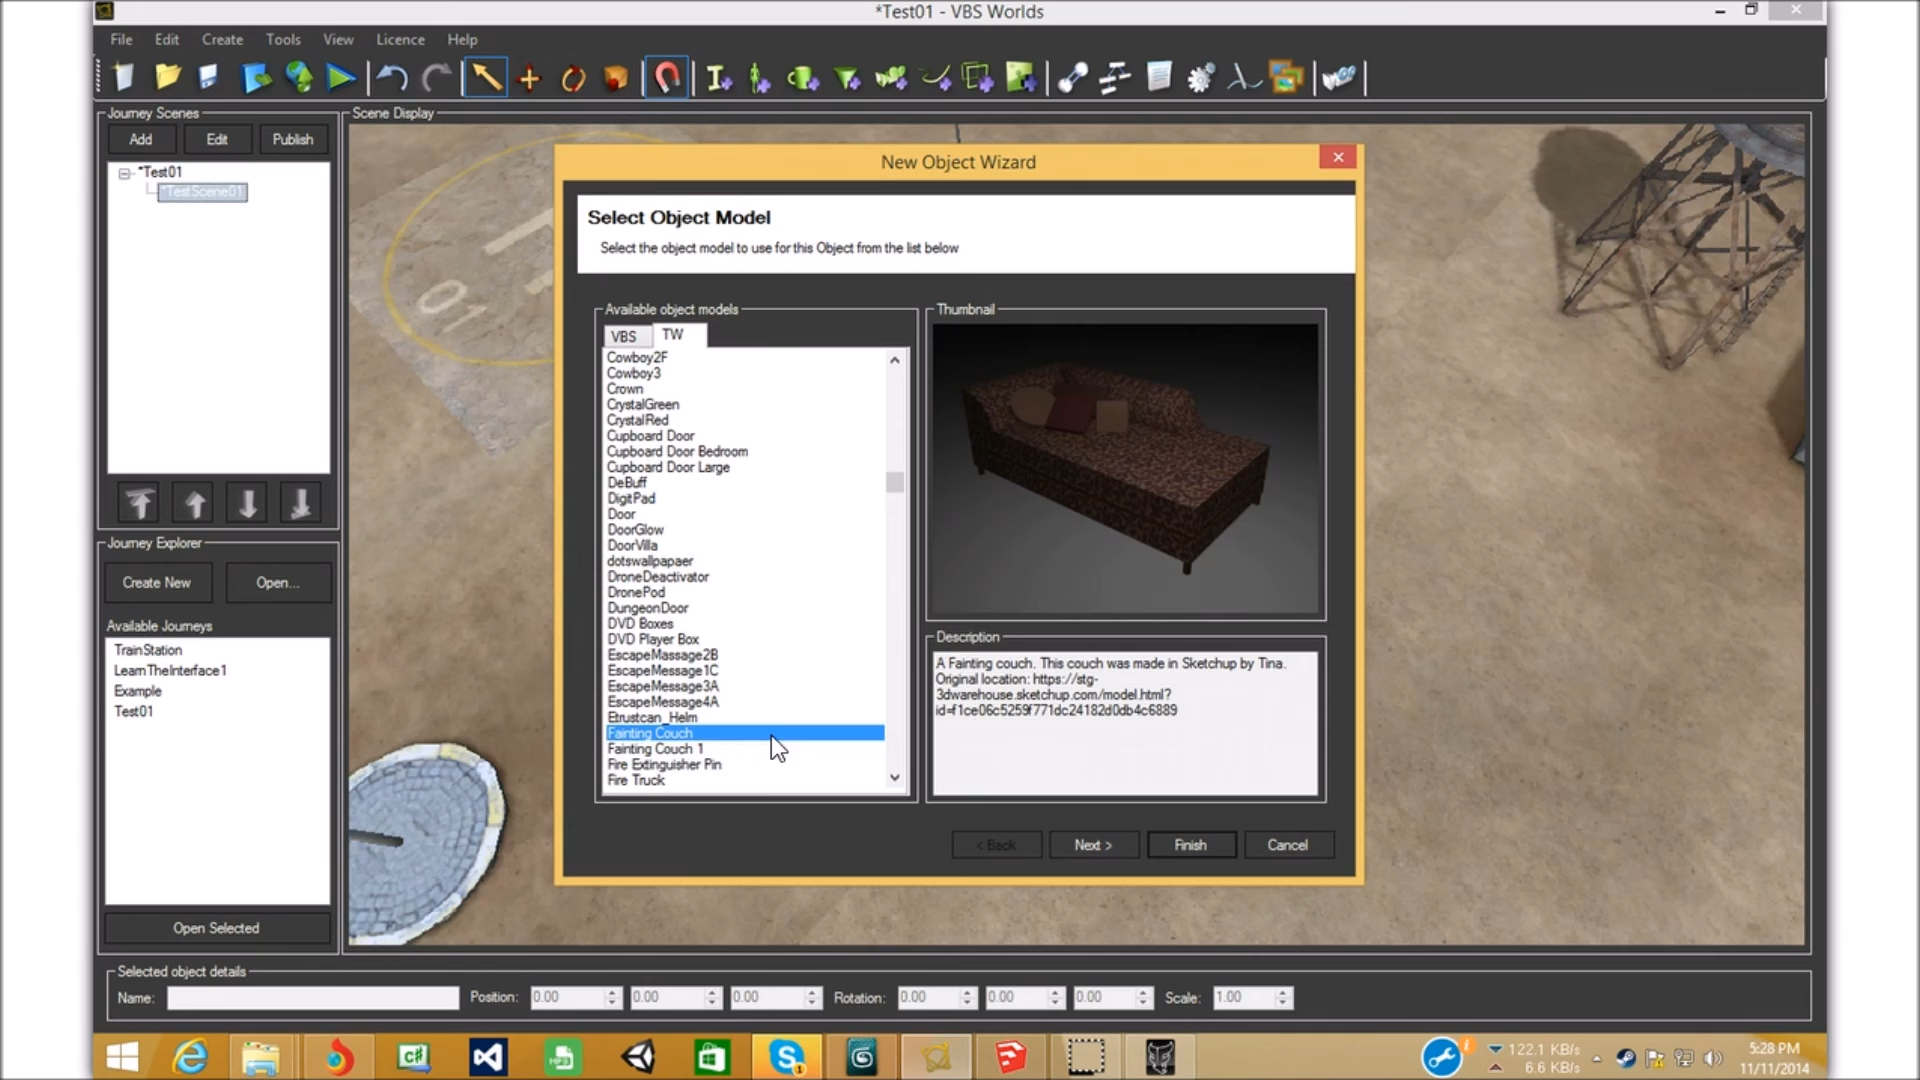 *Test01 - VBS Worlds
File Edit Create Tools View Licence Help
Journey Scenes
Add Edit Publish
*Test01
*TestScene01
Journey Explorer
Create New Open...
Available Journeys
TrainStation
LearnTheInterface1
Example
Test01
Open Selected
Scene Display
01
New Object Wizard
Select Object Model
Select the object model to use for this Object from the list below
Available object models
VBS TW
Cowboy2F
Cowboy3
Crown
CrystalGreen
CrystalRed
Cupboard Door
Cupboard Door Bedroom
Cupboard Door Large
DeBuff
DigitPad
Door
DoorGlow
DoorVilla
dotswallpapaer
DroneDeactivator
DronePod
DungeonDoor
DVD Boxes
DVD Player Box
EscapeMassage2B
EscapeMessage1C
EscapeMessage3A
EscapeMessage4A
Etrustcan_Helm
Fainting Couch
Fainting Couch 1
Fire Extinguisher Pin
Fire Truck
Thumbnail
Description
A Fainting couch. This couch was made in Sketchup by Tina.
Original location: https://stg-
3dwarehouse.sketchup.com/model.html?
id=f1ce06c5259f771dc24182d0db4c6889
< Back Next > Finish Cancel
Selected object details
Name: Position: 0.00 0.00 0.00 Rotation: 0.00 0.00 0.00 Scale: 1.00
C# MP3 S 1
122.1 KB/s
6.6 KB/s
5:28 PM
11/11/2014